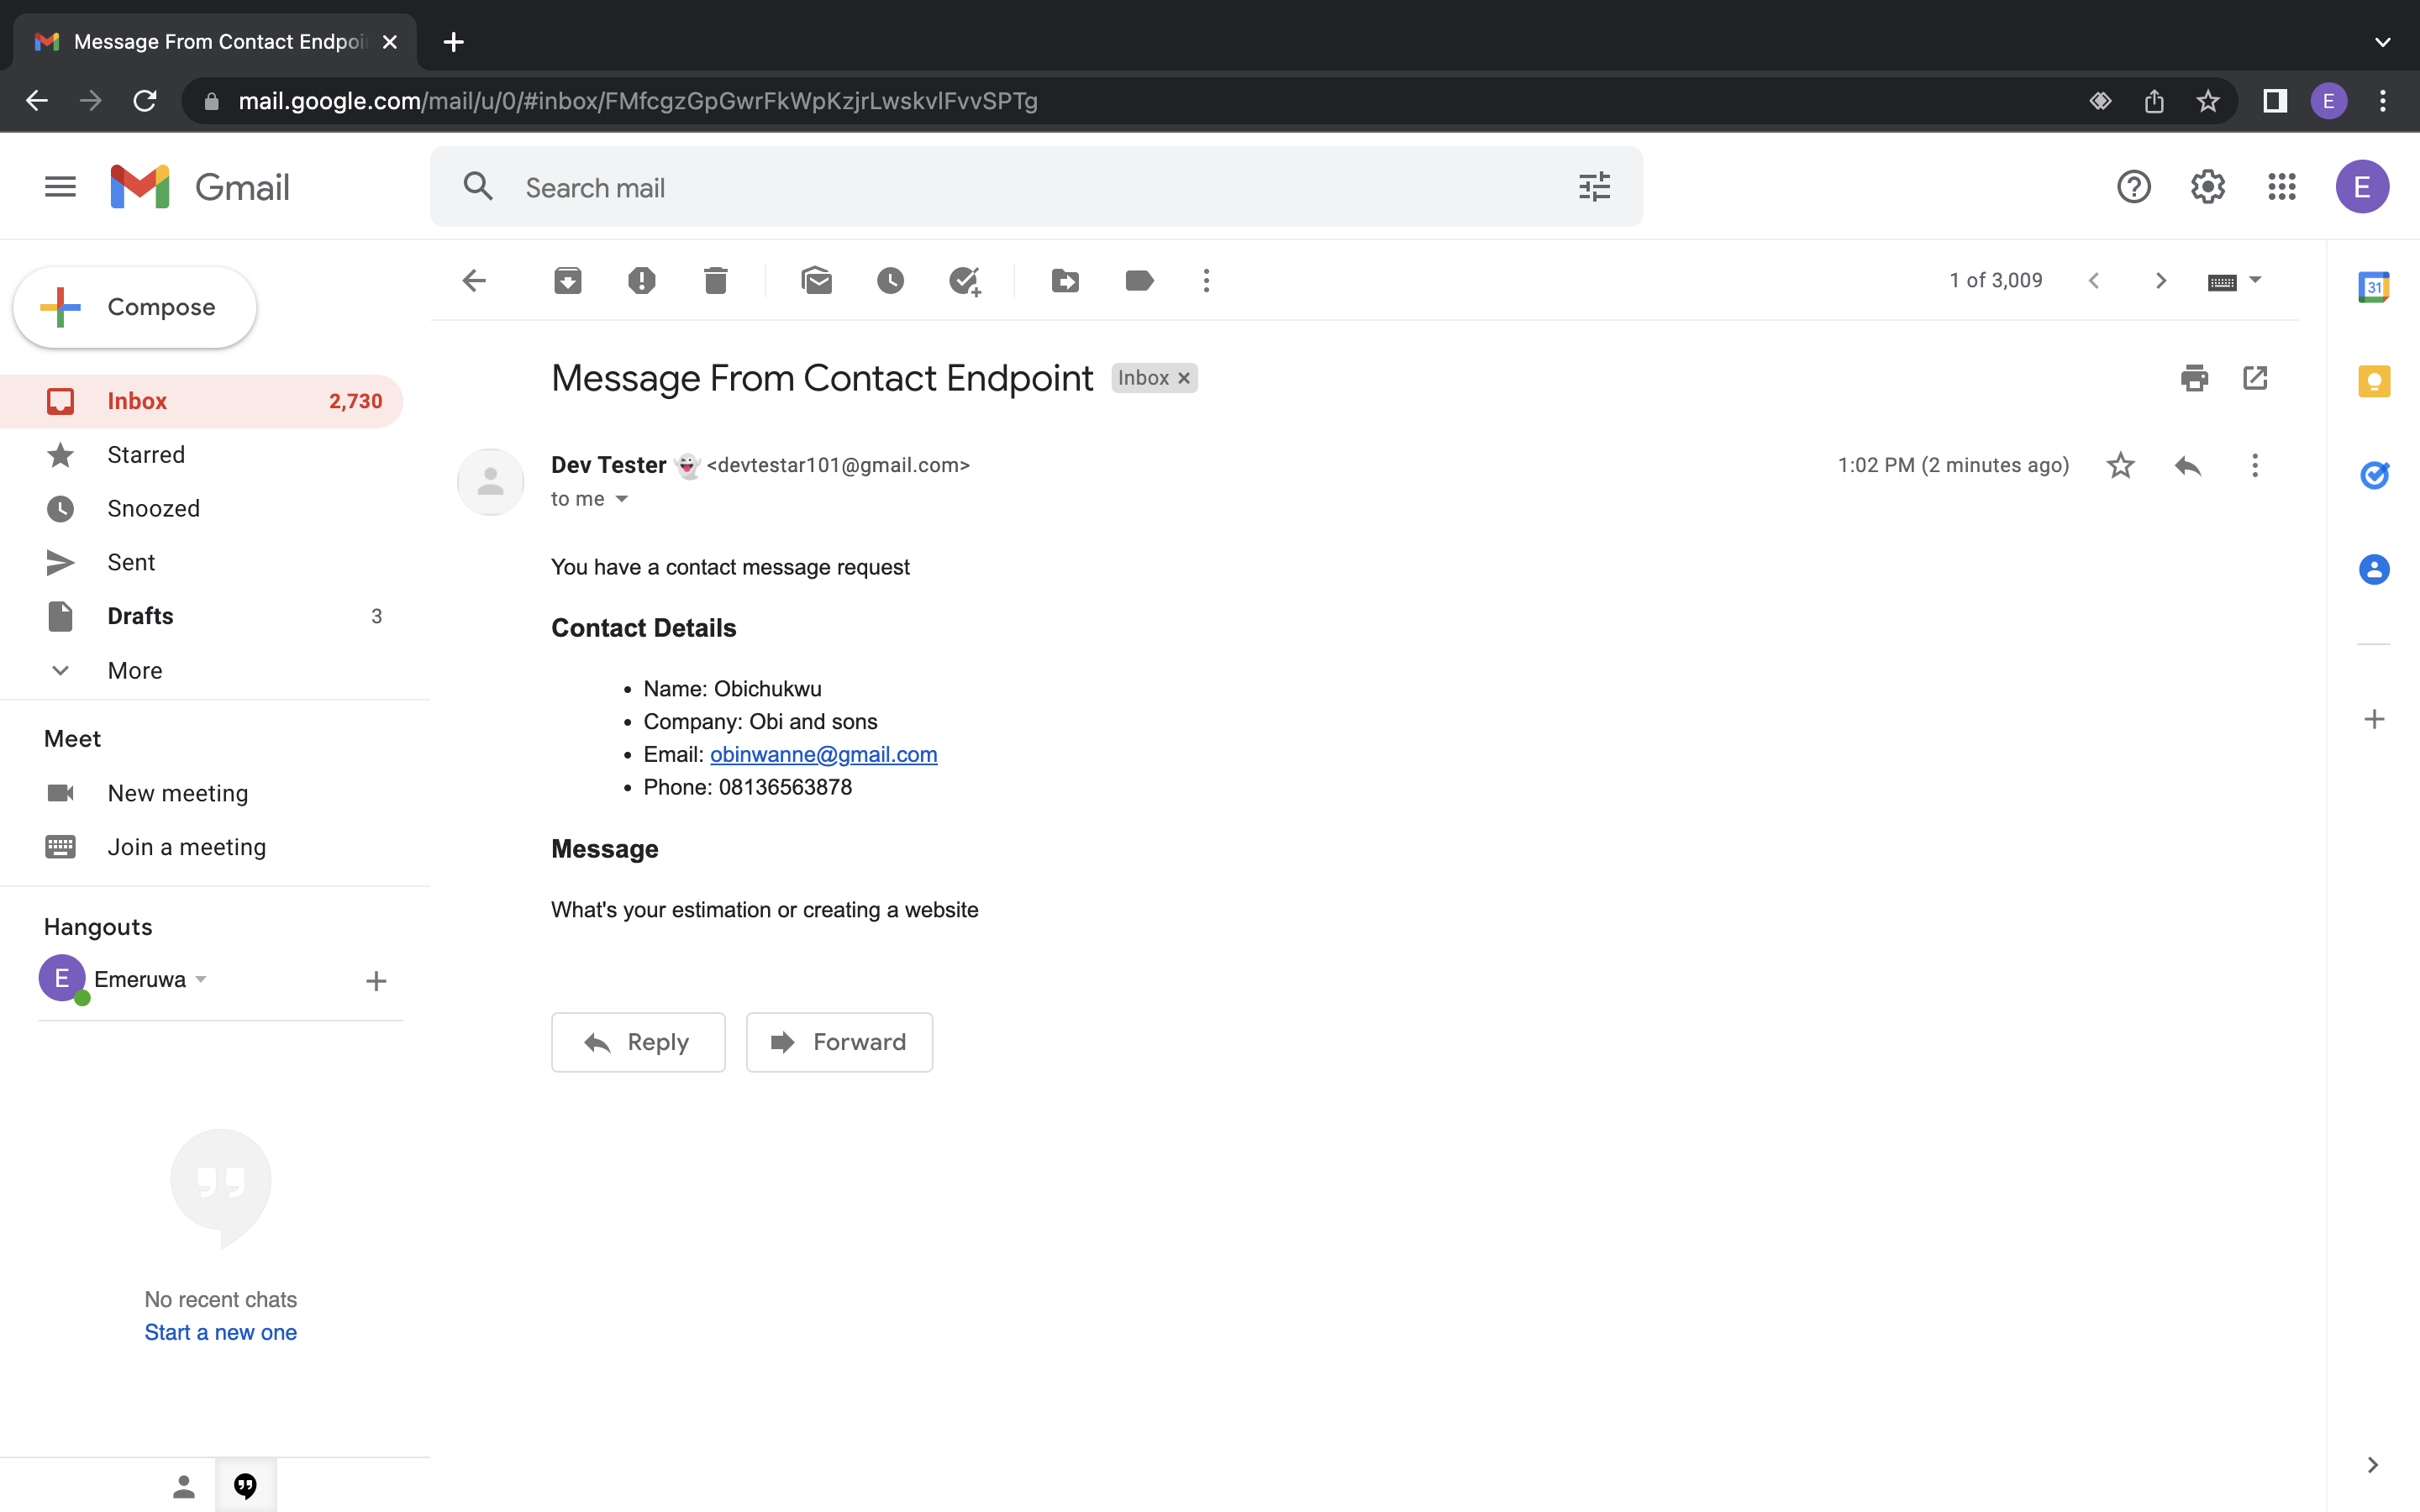 Message From Contact Endpoi
mail.google.com/mail/u/0/#inbox/FMfcgzGpGwrFkWpKzjrLwskvlFvvSPTg
E
Gmail
Search mail
E
Compose
1 of 3,009
31
Message From Contact Endpoint Inbox
Inbox 2,730
Starred
Snoozed
Sent
Drafts 3
More
Dev Tester 👻 <devtestar101@gmail.com> 1:02 PM (2 minutes ago)
to me
You have a contact message request
Contact Details
• Name: Obichukwu
• Company: Obi and sons
• Email: obinwanne@gmail.com
• Phone: 08136563878
Message
What's your estimation or creating a website
Reply Forward
Meet
New meeting
Join a meeting
Hangouts
E Emeruwa
No recent chats
Start a new one